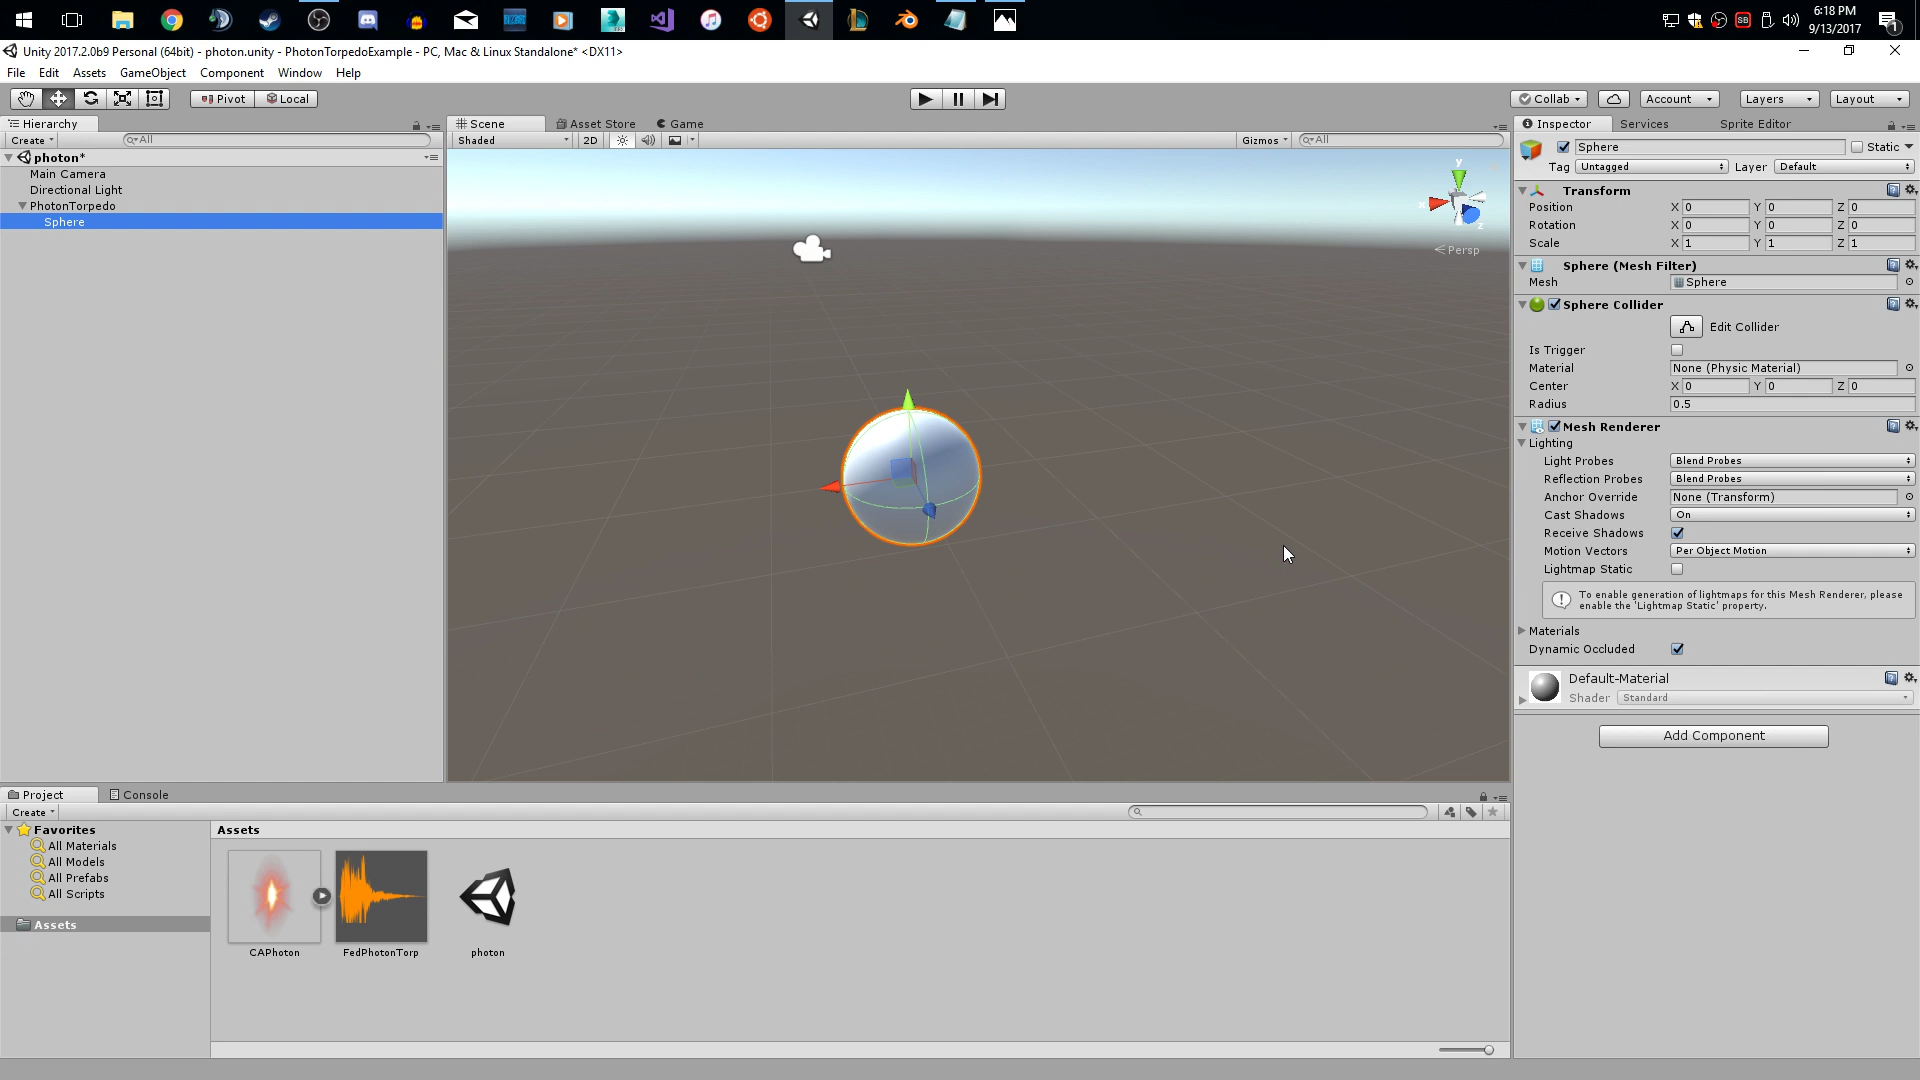 6:18 PM
SB
9/13/2017
1
Unity 2017.2.0b9 Personal (64bit) - photon.unity - PhotonTorpedoExample - PC, Mac & Linux Standalone* <DX11>
File Edit Assets GameObject Component Window Help
Pivot Local Collab Account Layers Layout
Hierarchy Scene Asset Store Game Inspector Services Sprite Editor
Create All Shaded 2D Gizmos All
Sphere Static
photon*
Tag Untagged Layer Default
Main Camera
Directional Light
PhotonTorpedo
Sphere
y
x
z
Persp
Transform
Position X 0 Y 0 Z 0
Rotation X 0 Y 0 Z 0
Scale X 1 Y 1 Z 1
Sphere (Mesh Filter)
Mesh Sphere
Sphere Collider
Edit Collider
Is Trigger
Material None (Physic Material)
Center X 0 Y 0 Z 0
Radius 0.5
Mesh Renderer
Lighting
Light Probes Blend Probes
Reflection Probes Blend Probes
Anchor Override None (Transform)
Cast Shadows On
Receive Shadows
Motion Vectors Per Object Motion
Lightmap Static
To enable generation of lightmaps for this Mesh Renderer, please
enable the 'Lightmap Static' property.
Materials
Dynamic Occluded
Default-Material
Shader Standard
Add Component
Project Console
Create
Favorites
All Materials
All Models
All Prefabs
All Scripts
Assets
Assets
CAPhoton FedPhotonTorp photon